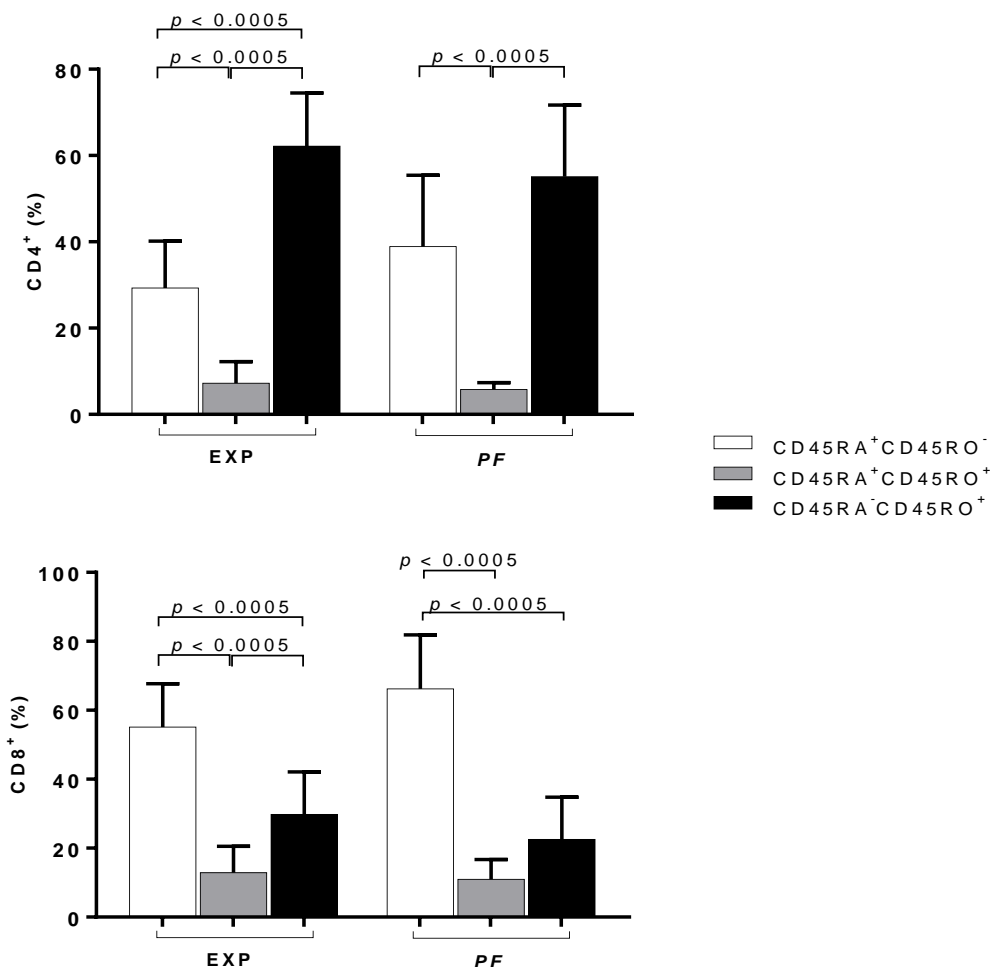 p < 0.0005
p < 0.0005
p < 0.0005
80
60
40
20
0
CD4⁺ (%)
EXP
PF
CD45RA⁺CD45RO⁻
CD45RA⁺CD45RO⁺
CD45RA⁻CD45RO⁺
p < 0.0005
p < 0.0005
p < 0.0005
p < 0.0005
100
80
60
40
20
0
CD8⁺ (%)
EXP
PF